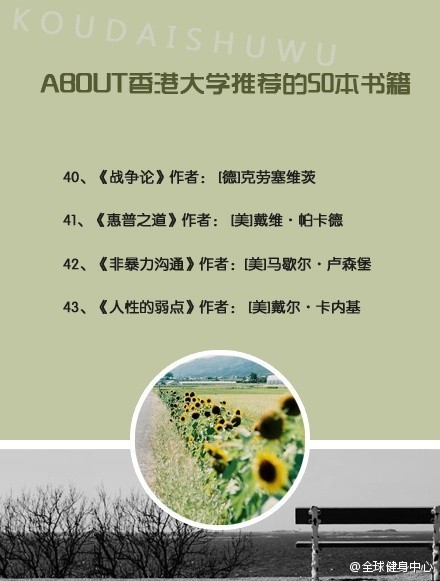 KOUDAISHUWU
ABOUT香港大学推荐的50本书籍
40、《战争论》作者：[德]克劳塞维茨
41、《惠普之道》作者：[美]戴维·帕卡德
42、《非暴力沟通》作者：[美]马歇尔·卢森堡
43、《人性的弱点》作者：[美]戴尔·卡内基
@全球健身中心